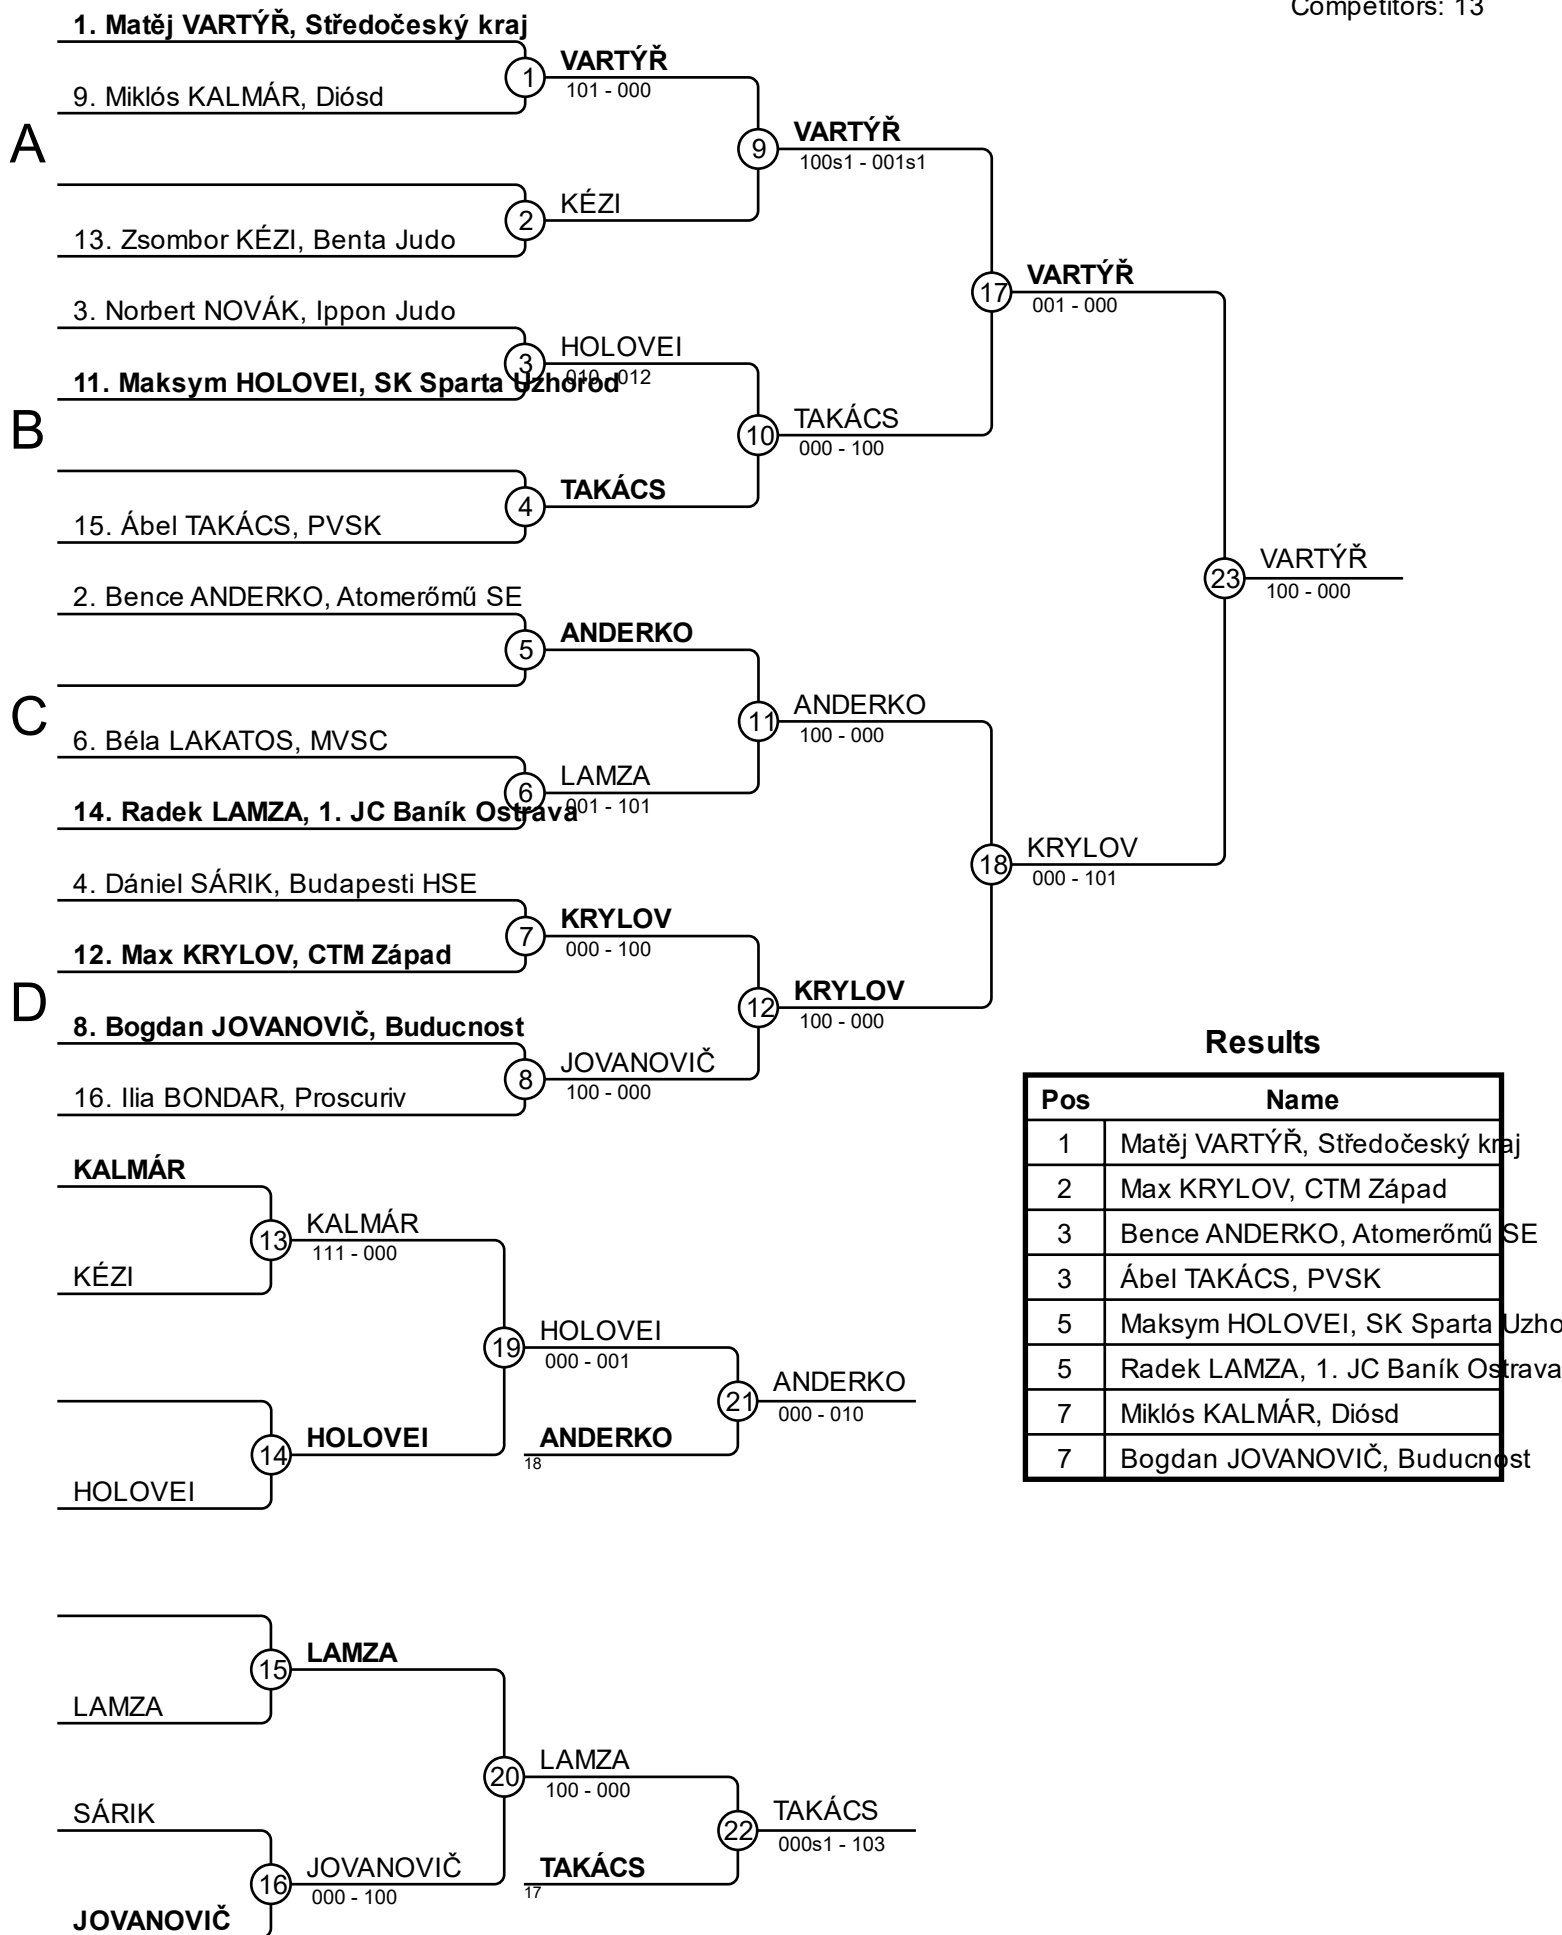 Competitors: 13
1. Matěj VARTÝŘ, Středočeský kraj
1
VARTÝŘ
101 - 000
9. Miklós KALMÁR, Diósd
A
9
VARTÝŘ
100s1 - 001s1
2
KÉZI
13. Zsombor KÉZI, Benta Judo
3. Norbert NOVÁK, Ippon Judo
17
VARTÝŘ
001 - 000
3
HOLOVEI
010 - 012
11. Maksym HOLOVEI, SK Sparta Uzhorod
B
10
TAKÁCS
000 - 100
4
TAKÁCS
15. Ábel TAKÁCS, PVSK
23
VARTÝŘ
100 - 000
2. Bence ANDERKO, Atomerőmű SE
5
ANDERKO
C
11
ANDERKO
100 - 000
6. Béla LAKATOS, MVSC
6
LAMZA
001 - 101
14. Radek LAMZA, 1. JC Baník Ostrava
18
KRYLOV
000 - 101
4. Dániel SÁRIK, Budapesti HSE
7
KRYLOV
000 - 100
12. Max KRYLOV, CTM Západ
D
12
KRYLOV
100 - 000
8. Bogdan JOVANOVIČ, Buducnost
8
JOVANOVIČ
100 - 000
16. Ilia BONDAR, Proscuriv
KALMÁR
13
KALMÁR
111 - 000
KÉZI
19
HOLOVEI
000 - 001
21
ANDERKO
000 - 010
14
HOLOVEI
ANDERKO
18
HOLOVEI
15
LAMZA
LAMZA
20
LAMZA
100 - 000
SÁRIK
22
TAKÁCS
000s1 - 103
16
JOVANOVIČ
000 - 100
TAKÁCS
17
JOVANOVIČ
Results
Pos Name
1 Matěj VARTÝŘ, Středočeský kraj
2 Max KRYLOV, CTM Západ
3 Bence ANDERKO, Atomerőmű SE
3 Ábel TAKÁCS, PVSK
5 Maksym HOLOVEI, SK Sparta Uzho
5 Radek LAMZA, 1. JC Baník Ostrava
7 Miklós KALMÁR, Diósd
7 Bogdan JOVANOVIČ, Buducnost